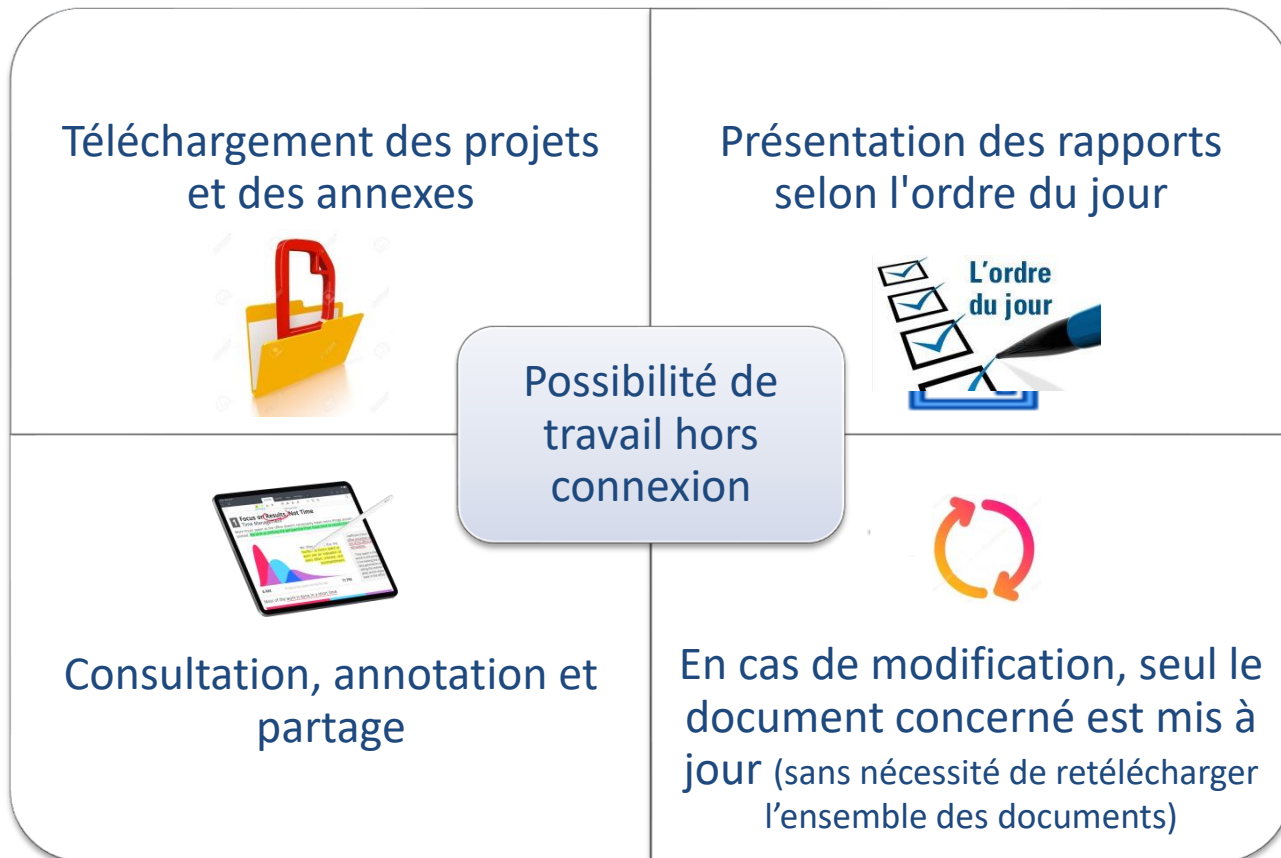 Téléchargement des projets
et des annexes
Présentation des rapports
selon l'ordre du jour
L'ordre
du jour
Possibilité de
travail hors
connexion
Focus on Results, Not Time
Time Management
Consultation, annotation et
partage
En cas de modification, seul le
document concerné est mis à
jour (sans nécessité de retélécharger
l'ensemble des documents)